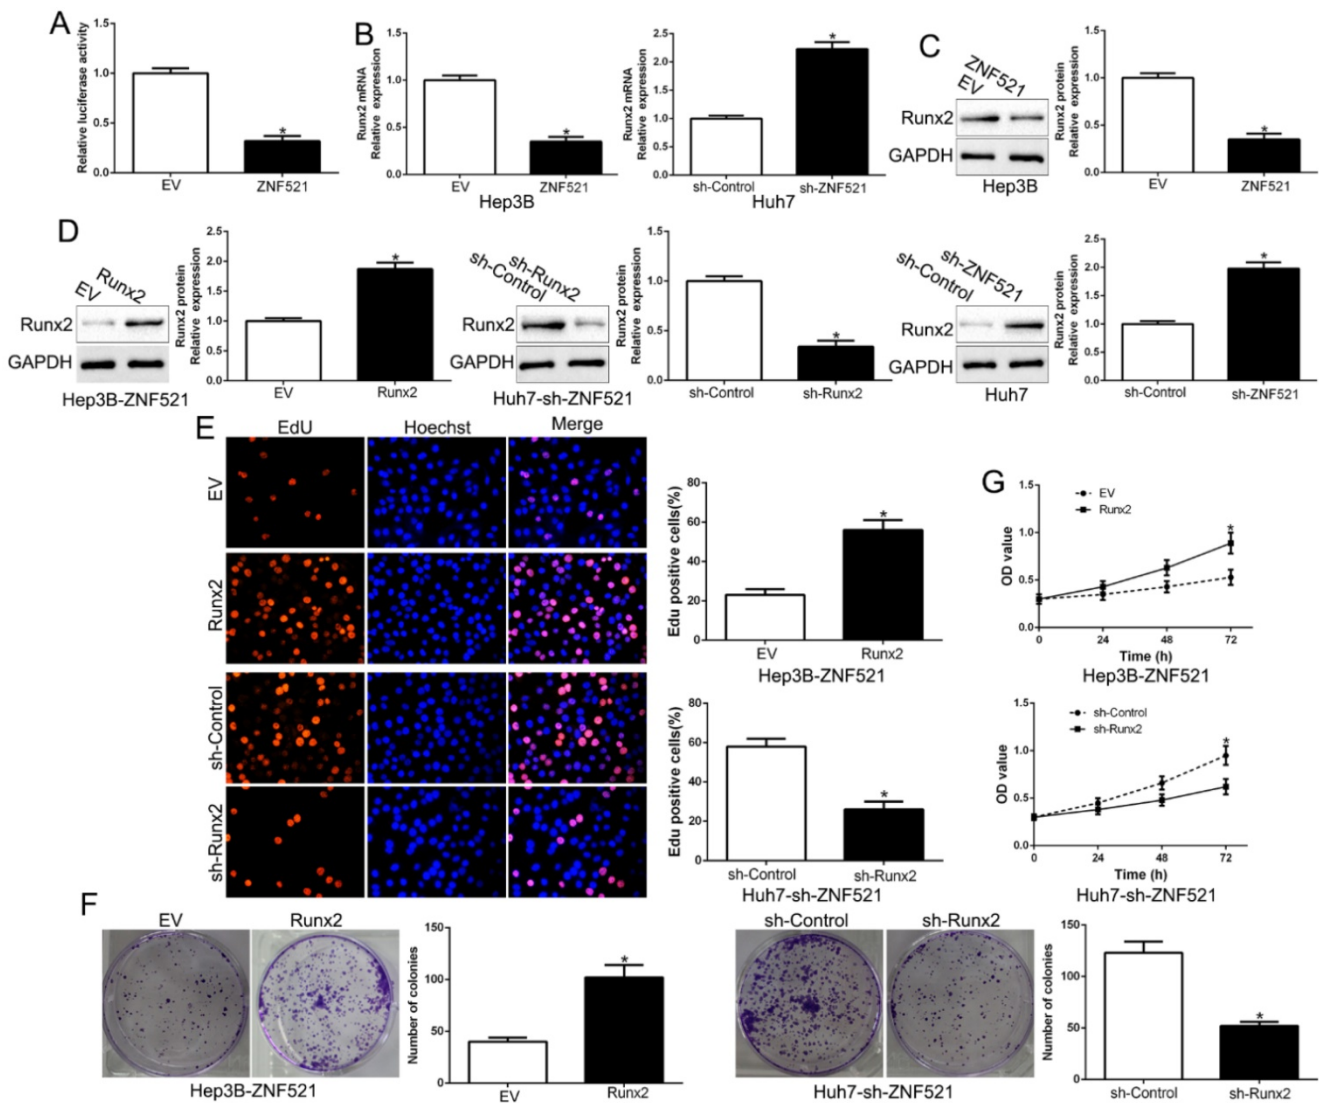 A
Relative luciferase activity
1.5
1.0
0.5
0.0
EV
ZNF521
B
Runx2 mRNA
Relative expression
1.5
1.0
0.5
0.0
EV
ZNF521
Hep3B
Runx2 mRNA
Relative expression
2.5
2.0
1.5
1.0
0.5
0.0
*
sh-Control
sh-ZNF521
Huh7
*
*
C
EV
ZNF521
Runx2
GAPDH
Hep3B
Runx2 protein
Relative expression
1.5
1.0
0.5
0.0
*
EV
ZNF521
D
EV
Runx2
Runx2
GAPDH
Hep3B-ZNF521
Runx2 protein
Relative expression
2.5
2.0
1.5
1.0
0.5
0.0
*
EV
Runx2
sh-Control
sh-Runx2
Runx2
GAPDH
Huh7-sh-ZNF521
Runx2 protein
Relative expression
1.5
1.0
0.5
0.0
*
sh-Control
sh-Runx2
sh-Control
sh-ZNF521
Runx2
GAPDH
Huh7
Runx2 protein
Relative expression
2.5
2.0
1.5
1.0
0.5
0.0
*
sh-Control
sh-ZNF521
E
EdU
Hoechst
Merge
EV
Runx2
sh-Control
sh-Runx2
Edu positive cells(%)
80
60
40
20
0
*
EV
Runx2
Hep3B-ZNF521
Edu positive cells(%)
80
60
40
20
0
*
sh-Control
sh-Runx2
Huh7-sh-ZNF521
G
OD value
1.5
1.0
0.5
0.0
EV
Runx2
*
0
24
48
72
Time (h)
Hep3B-ZNF521
OD value
1.5
1.0
0.5
0.0
sh-Control
sh-Runx2
*
0
24
48
72
Time (h)
Huh7-sh-ZNF521
F
EV
Runx2
Hep3B-ZNF521
Number of colonies
150
100
50
0
*
EV
Runx2
sh-Control
sh-Runx2
Huh7-sh-ZNF521
Number of colonies
150
100
50
0
*
sh-Control
sh-Runx2